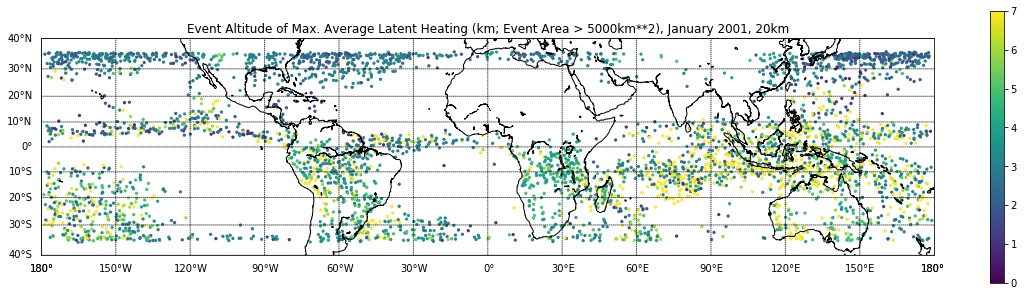 Event Altitude of Max. Average Latent Heating (km; Event Area > 5000km**2), January 2001, 20km
40°N
30°N
20°N
10°N
0°
10°S
20°S
30°S
40°S
180° 150°W 120°W 90°W 60°W 30°W 0° 30°E 60°E 90°E 120°E 150°E 180°
7
6
5
4
3
2
1
0